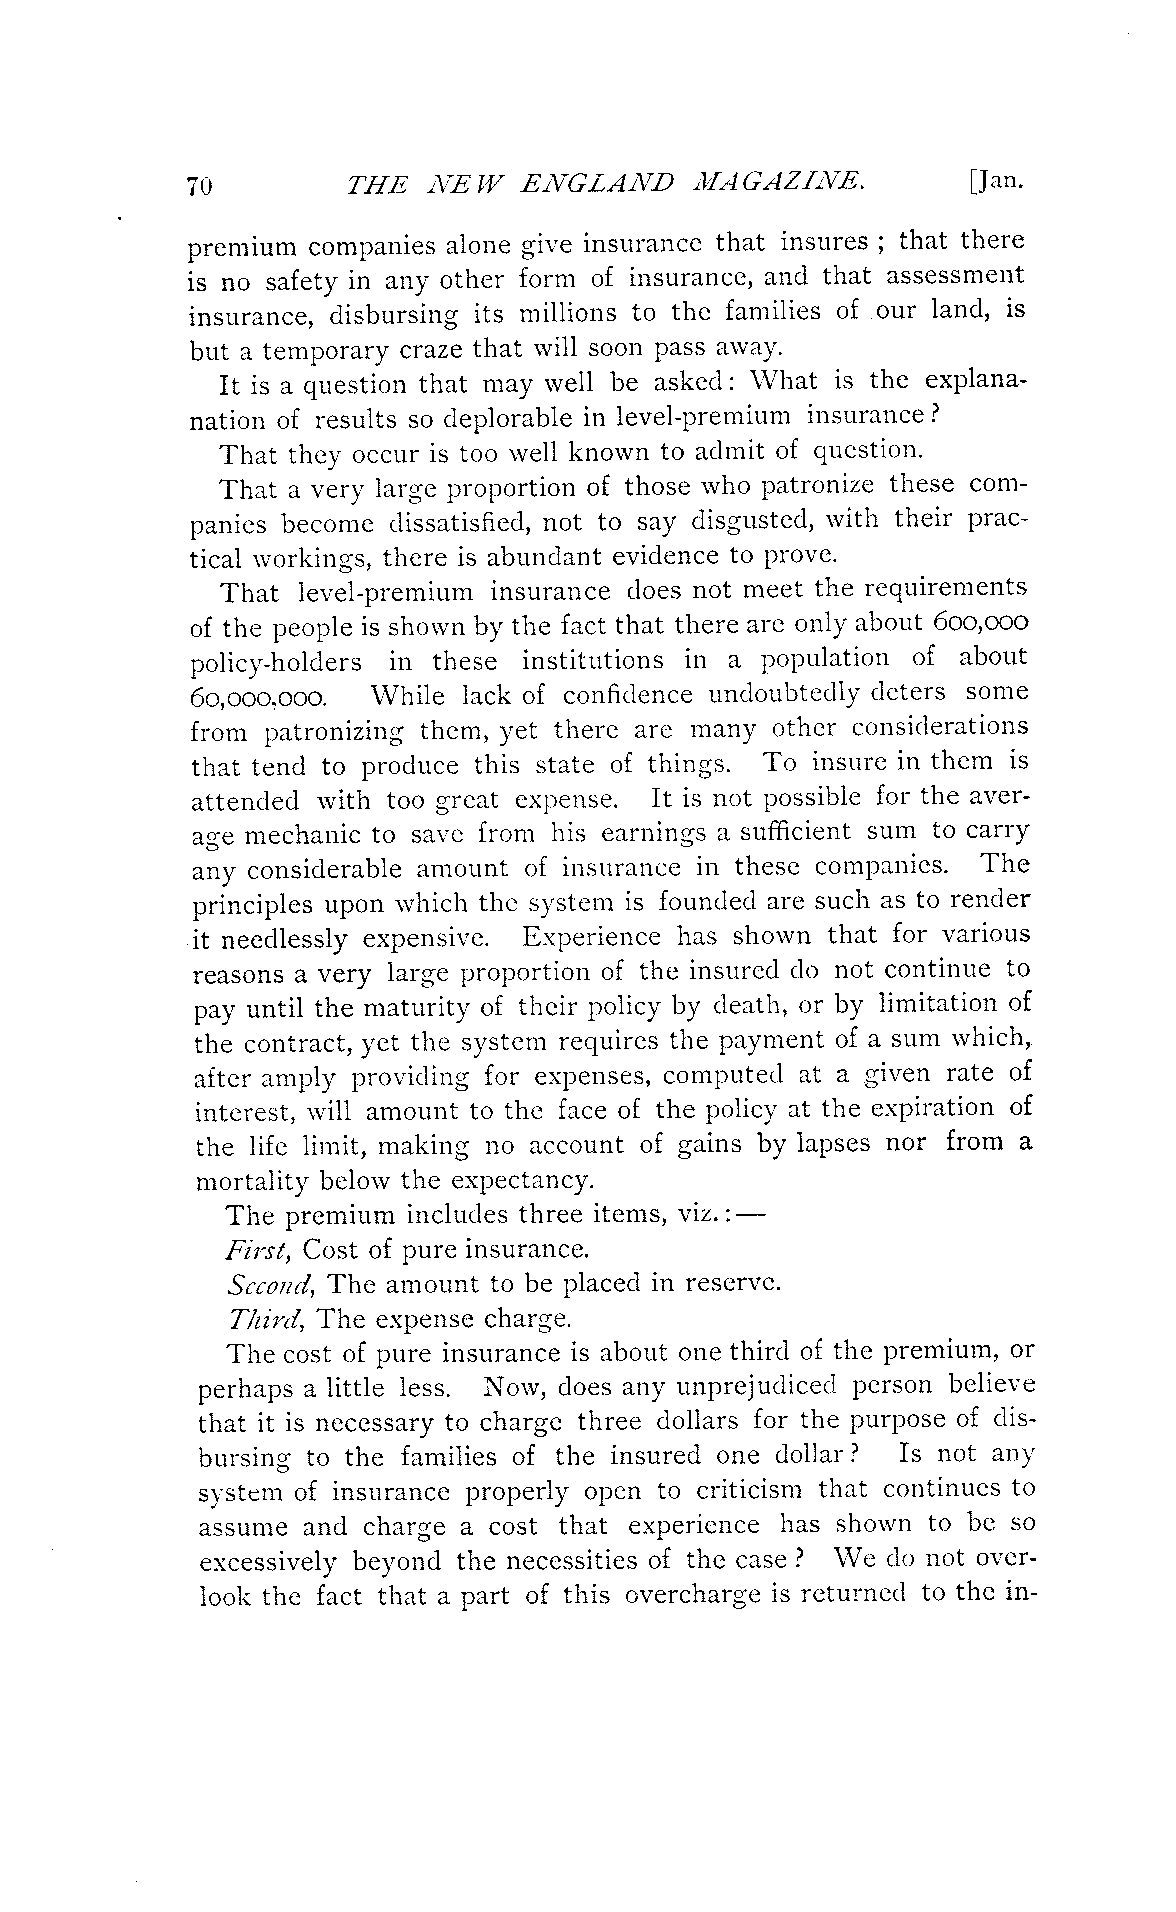 70 THE NEW ENGLAND MAGAZINE. [Jan.
premium companies alone give insurance that insures ; that there
is no safety in any other form of insurance, and that assessment
insurance, disbursing its millions to the families of our land, is
but a temporary craze that will soon pass away.
It is a question that may well be asked: What is the explana-
nation of results so deplorable in level-premium insurance?
That they occur is too well known to admit of question.
That a very large proportion of those who patronize these com-
panies become dissatisfied, not to say disgusted, with their prac-
tical workings, there is abundant evidence to prove.
That level-premium insurance does not meet the requirements
of the people is shown by the fact that there are only about 600,000
policy-holders in these institutions in a population of about
60,000,000. While lack of confidence undoubtedly deters some
from patronizing them, yet there are many other considerations
that tend to produce this state of things. To insure in them is
attended with too great expense. It is not possible for the aver-
age mechanic to save from his earnings a sufficient sum to carry
any considerable amount of insurance in these companies. The
principles upon which the system is founded are such as to render
it needlessly expensive. Experience has shown that for various
reasons a very large proportion of the insured do not continue to
pay until the maturity of their policy by death, or by limitation of
the contract, yet the system requires the payment of a sum which,
after amply providing for expenses, computed at a given rate of
interest, will amount to the face of the policy at the expiration of
the life limit, making no account of gains by lapses nor from a
mortality below the expectancy.
The premium includes three items, viz. : —
First, Cost of pure insurance.
Second, The amount to be placed in reserve.
Third, The expense charge.
The cost of pure insurance is about one third of the premium, or
perhaps a little less. Now, does any unprejudiced person believe
that it is necessary to charge three dollars for the purpose of dis-
bursing to the families of the insured one dollar? Is not any
system of insurance properly open to criticism that continues to
assume and charge a cost that experience has shown to be so
excessively beyond the necessities of the case ? We do not over-
look the fact that a part of this overcharge is returned to the in-